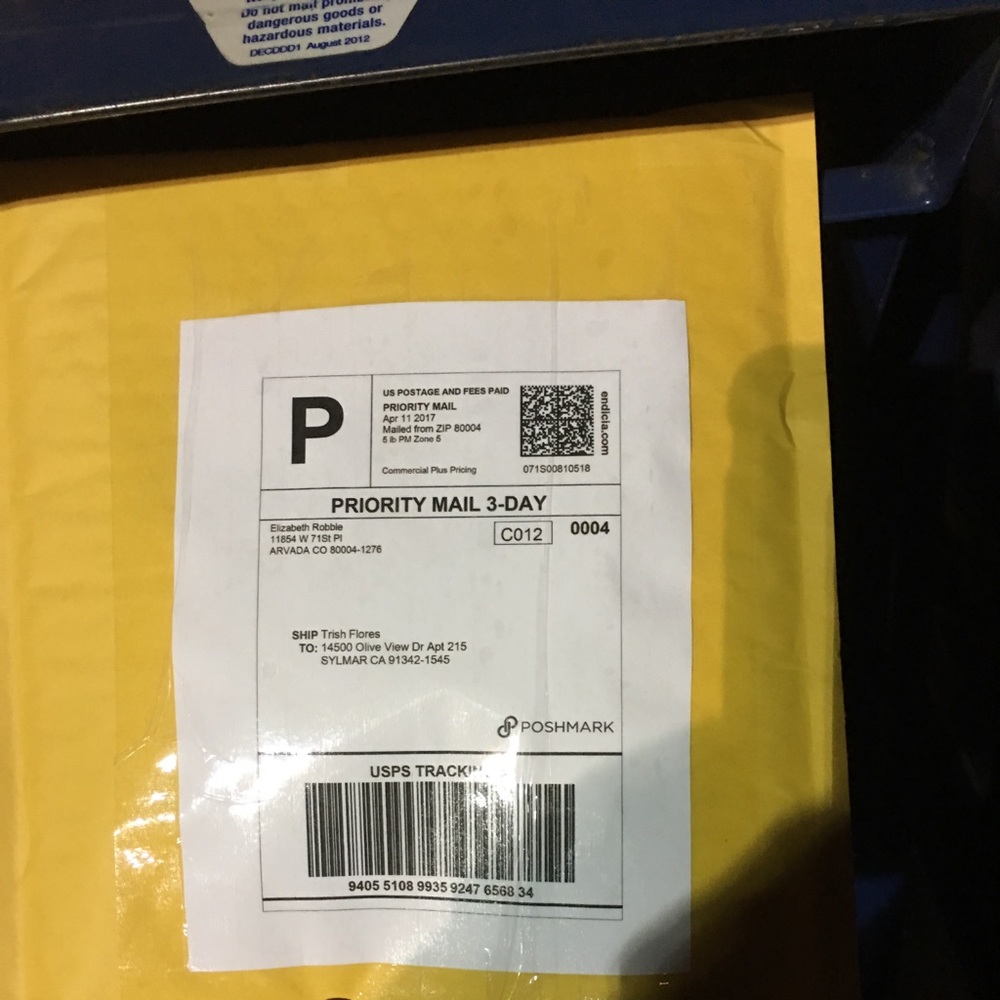 Do not mail
dangerous goods or
hazardous materials.
DECDDD1 August 2012
P
US POSTAGE AND FEES PAID
PRIORITY MAIL
Apr 11 2017
Mailed from ZIP 80004
5 lb PM Zone 5
Commercial Plus Pricing
071S00810518
endicia.com
PRIORITY MAIL 3-DAY
Elizabeth Robble
11854 W 71St Pl
ARVADA CO 80004-1276
C012
0004
SHIP TO: Trish Flores
14500 Olive View Dr Apt 215
SYLMAR CA 91342-1545
POSHMARK
USPS TRACKIN
9405 5108 9935 9247 6568 34